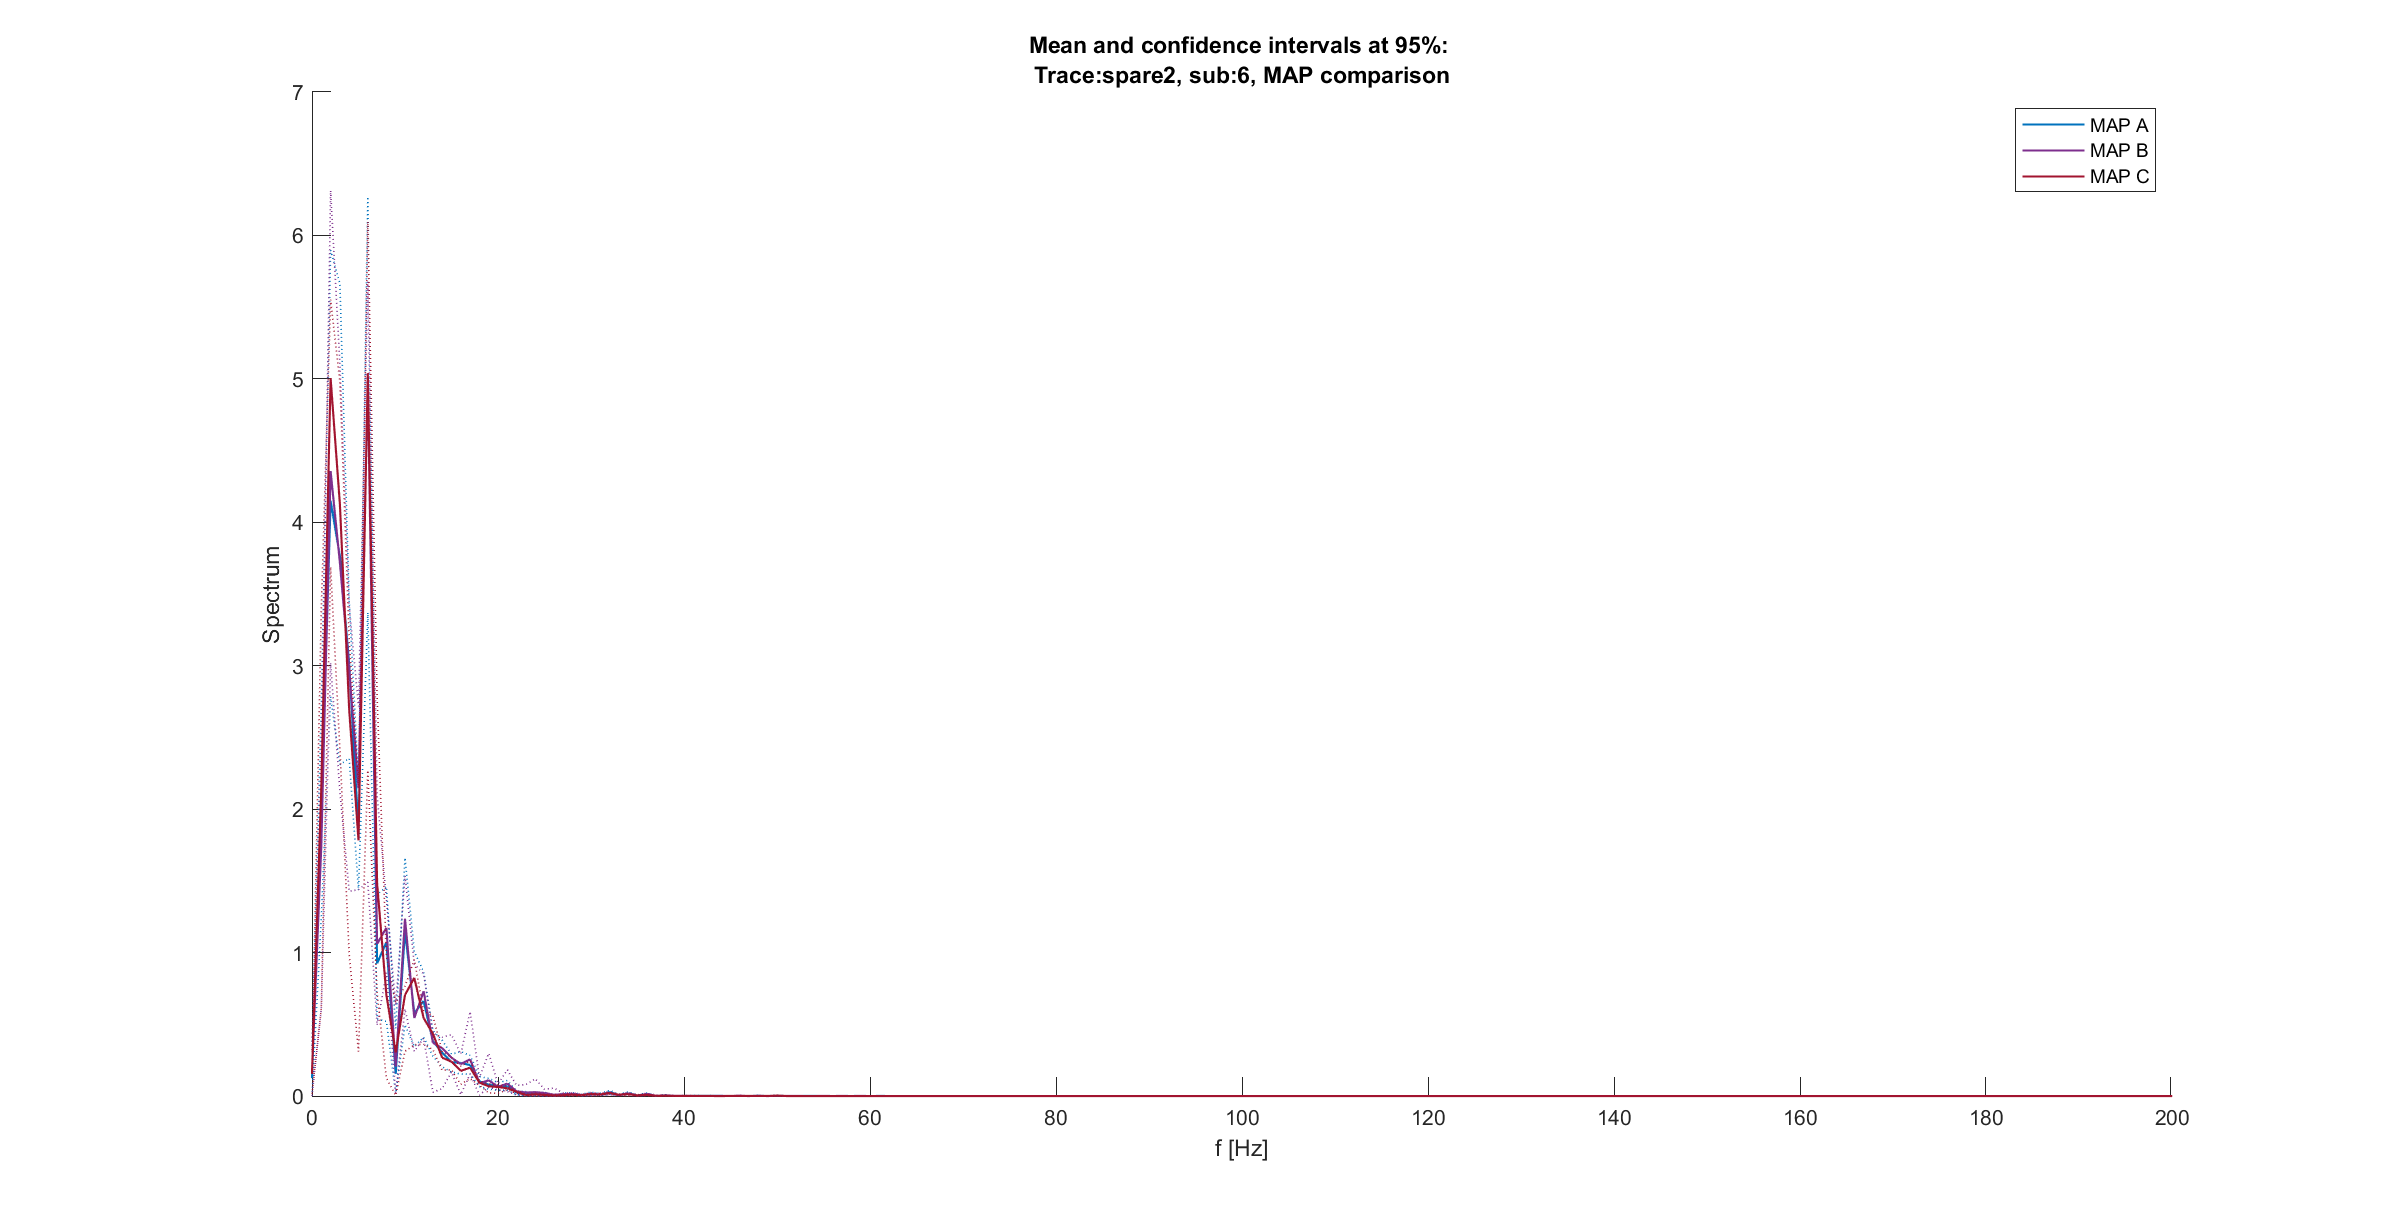 Mean and confidence intervals at 95%:
Trace:spare2, sub:6, MAP comparison
MAP A
MAP B
MAP C
7
6
5
4
3
2
1
0
Spectrum
0 20 40 60 80 100 120 140 160 180 200
f [Hz]